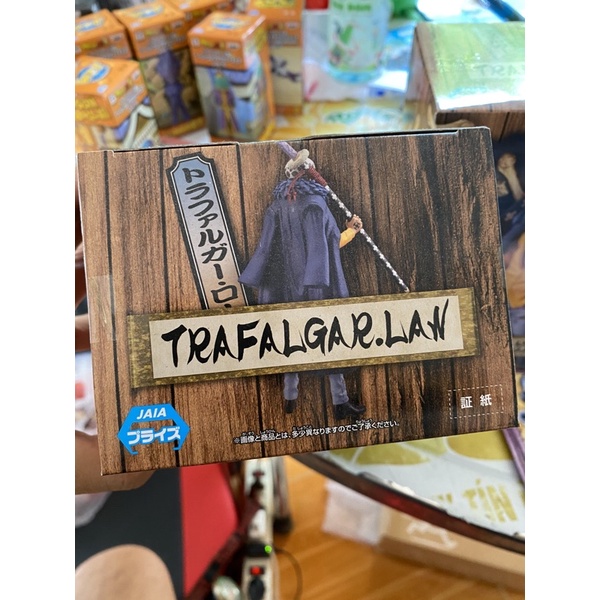 トラファルガー・ロ
TRAFALGAR.LAW
JAIA
プライズ
証紙
※画像と商品とは、多少異なりますのでご了承ください。